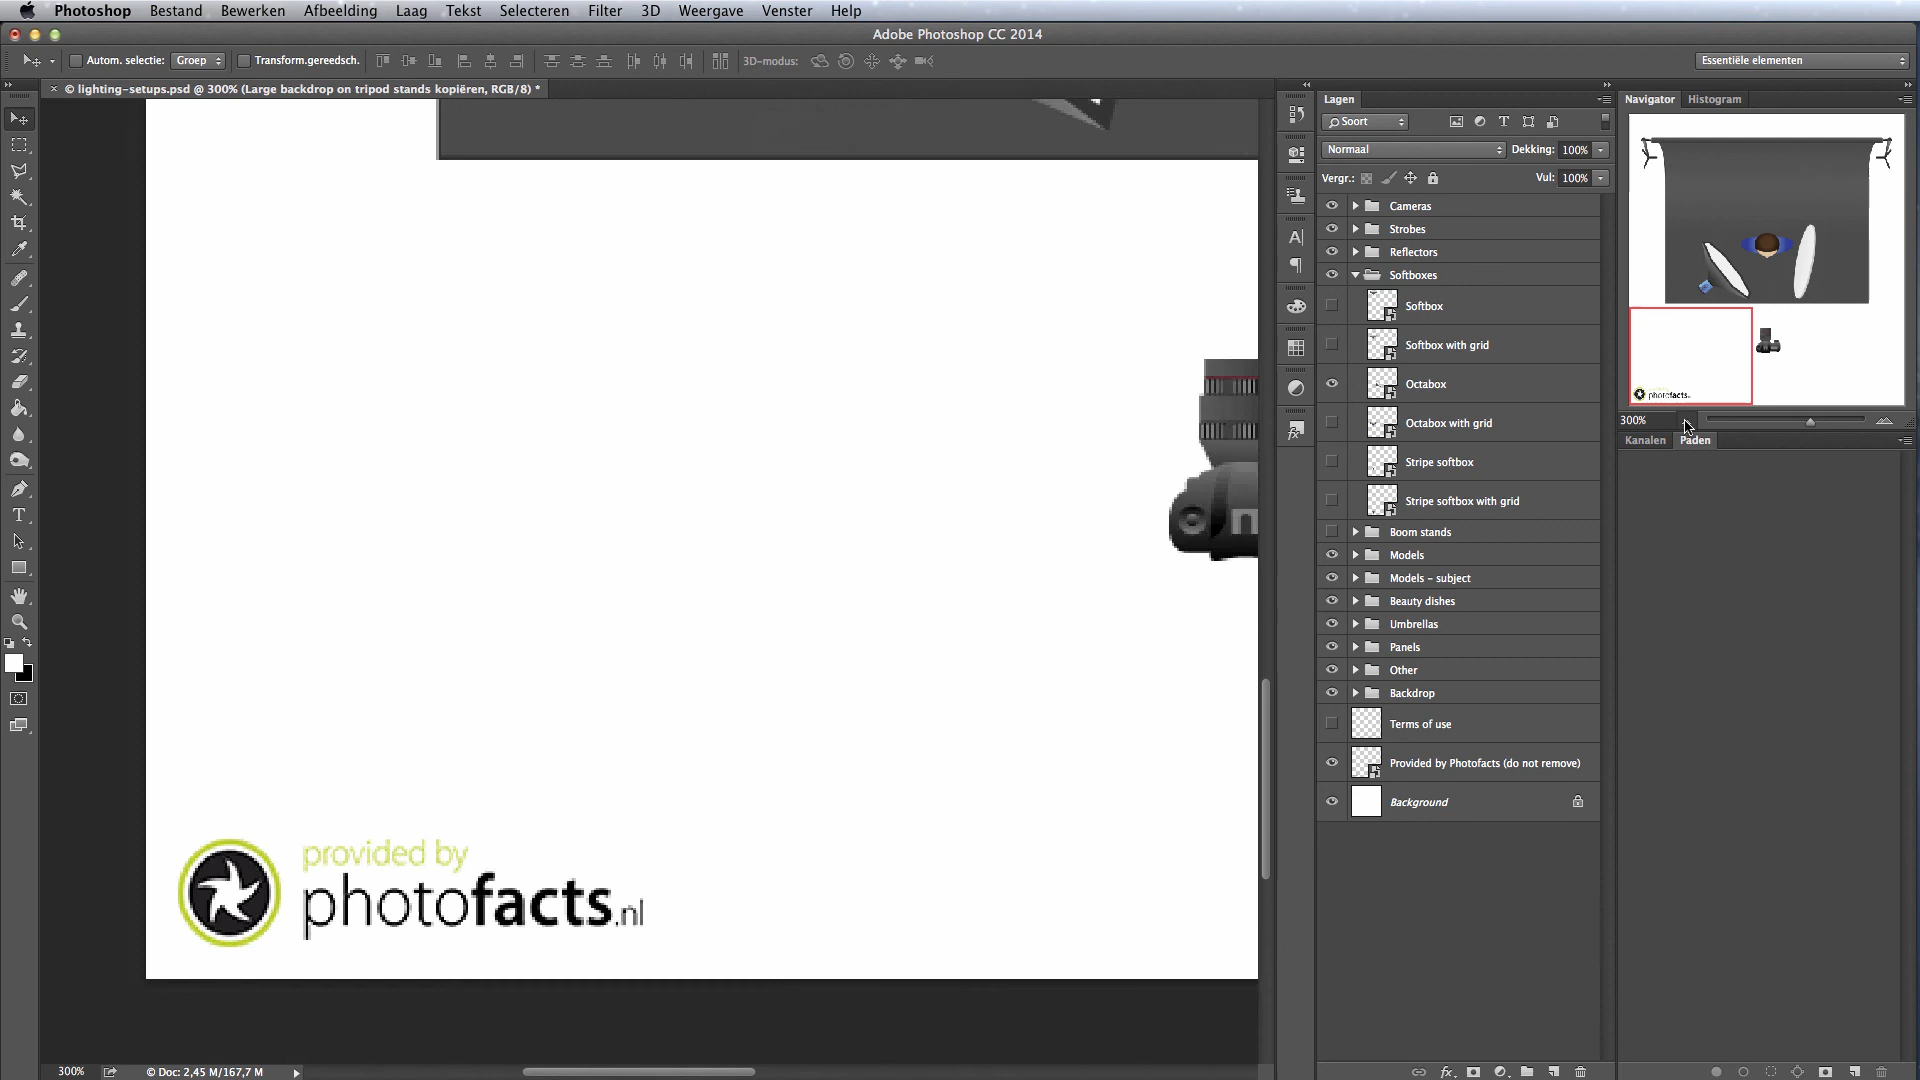 Photoshop Bestand Bewerken Afbeelding Laag Tekst Selecteren Filter 3D Weergave Venster Help
Adobe Photoshop CC 2014
Autom. selectie: Groep Transform.gereedsch. 3D-modus: Essentiële elementen
© lighting-setups.psd @ 300% (Large backdrop on tripod stands kopiëren, RGB/8) *
Lagen
Soort
Normaal Dekking: 100%
Vergr.: Vul: 100%
Cameras
Strobes
Reflectors
Softboxes
Softbox
Softbox with grid
Octabox
Octabox with grid
Stripe softbox
Stripe softbox with grid
Boom stands
Models
Models – subject
Beauty dishes
Umbrellas
Panels
Other
Backdrop
Terms of use
Provided by Photofacts (do not remove)
Background
Navigator Histogram
photofacts
300%
Kanalen Paden
provided by
photofacts.nl
300% © Doc: 2,45 M/167,7 M